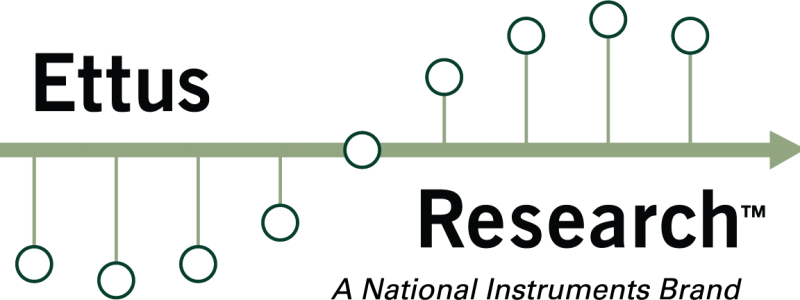 Ettus
Research™
A National Instruments Brand